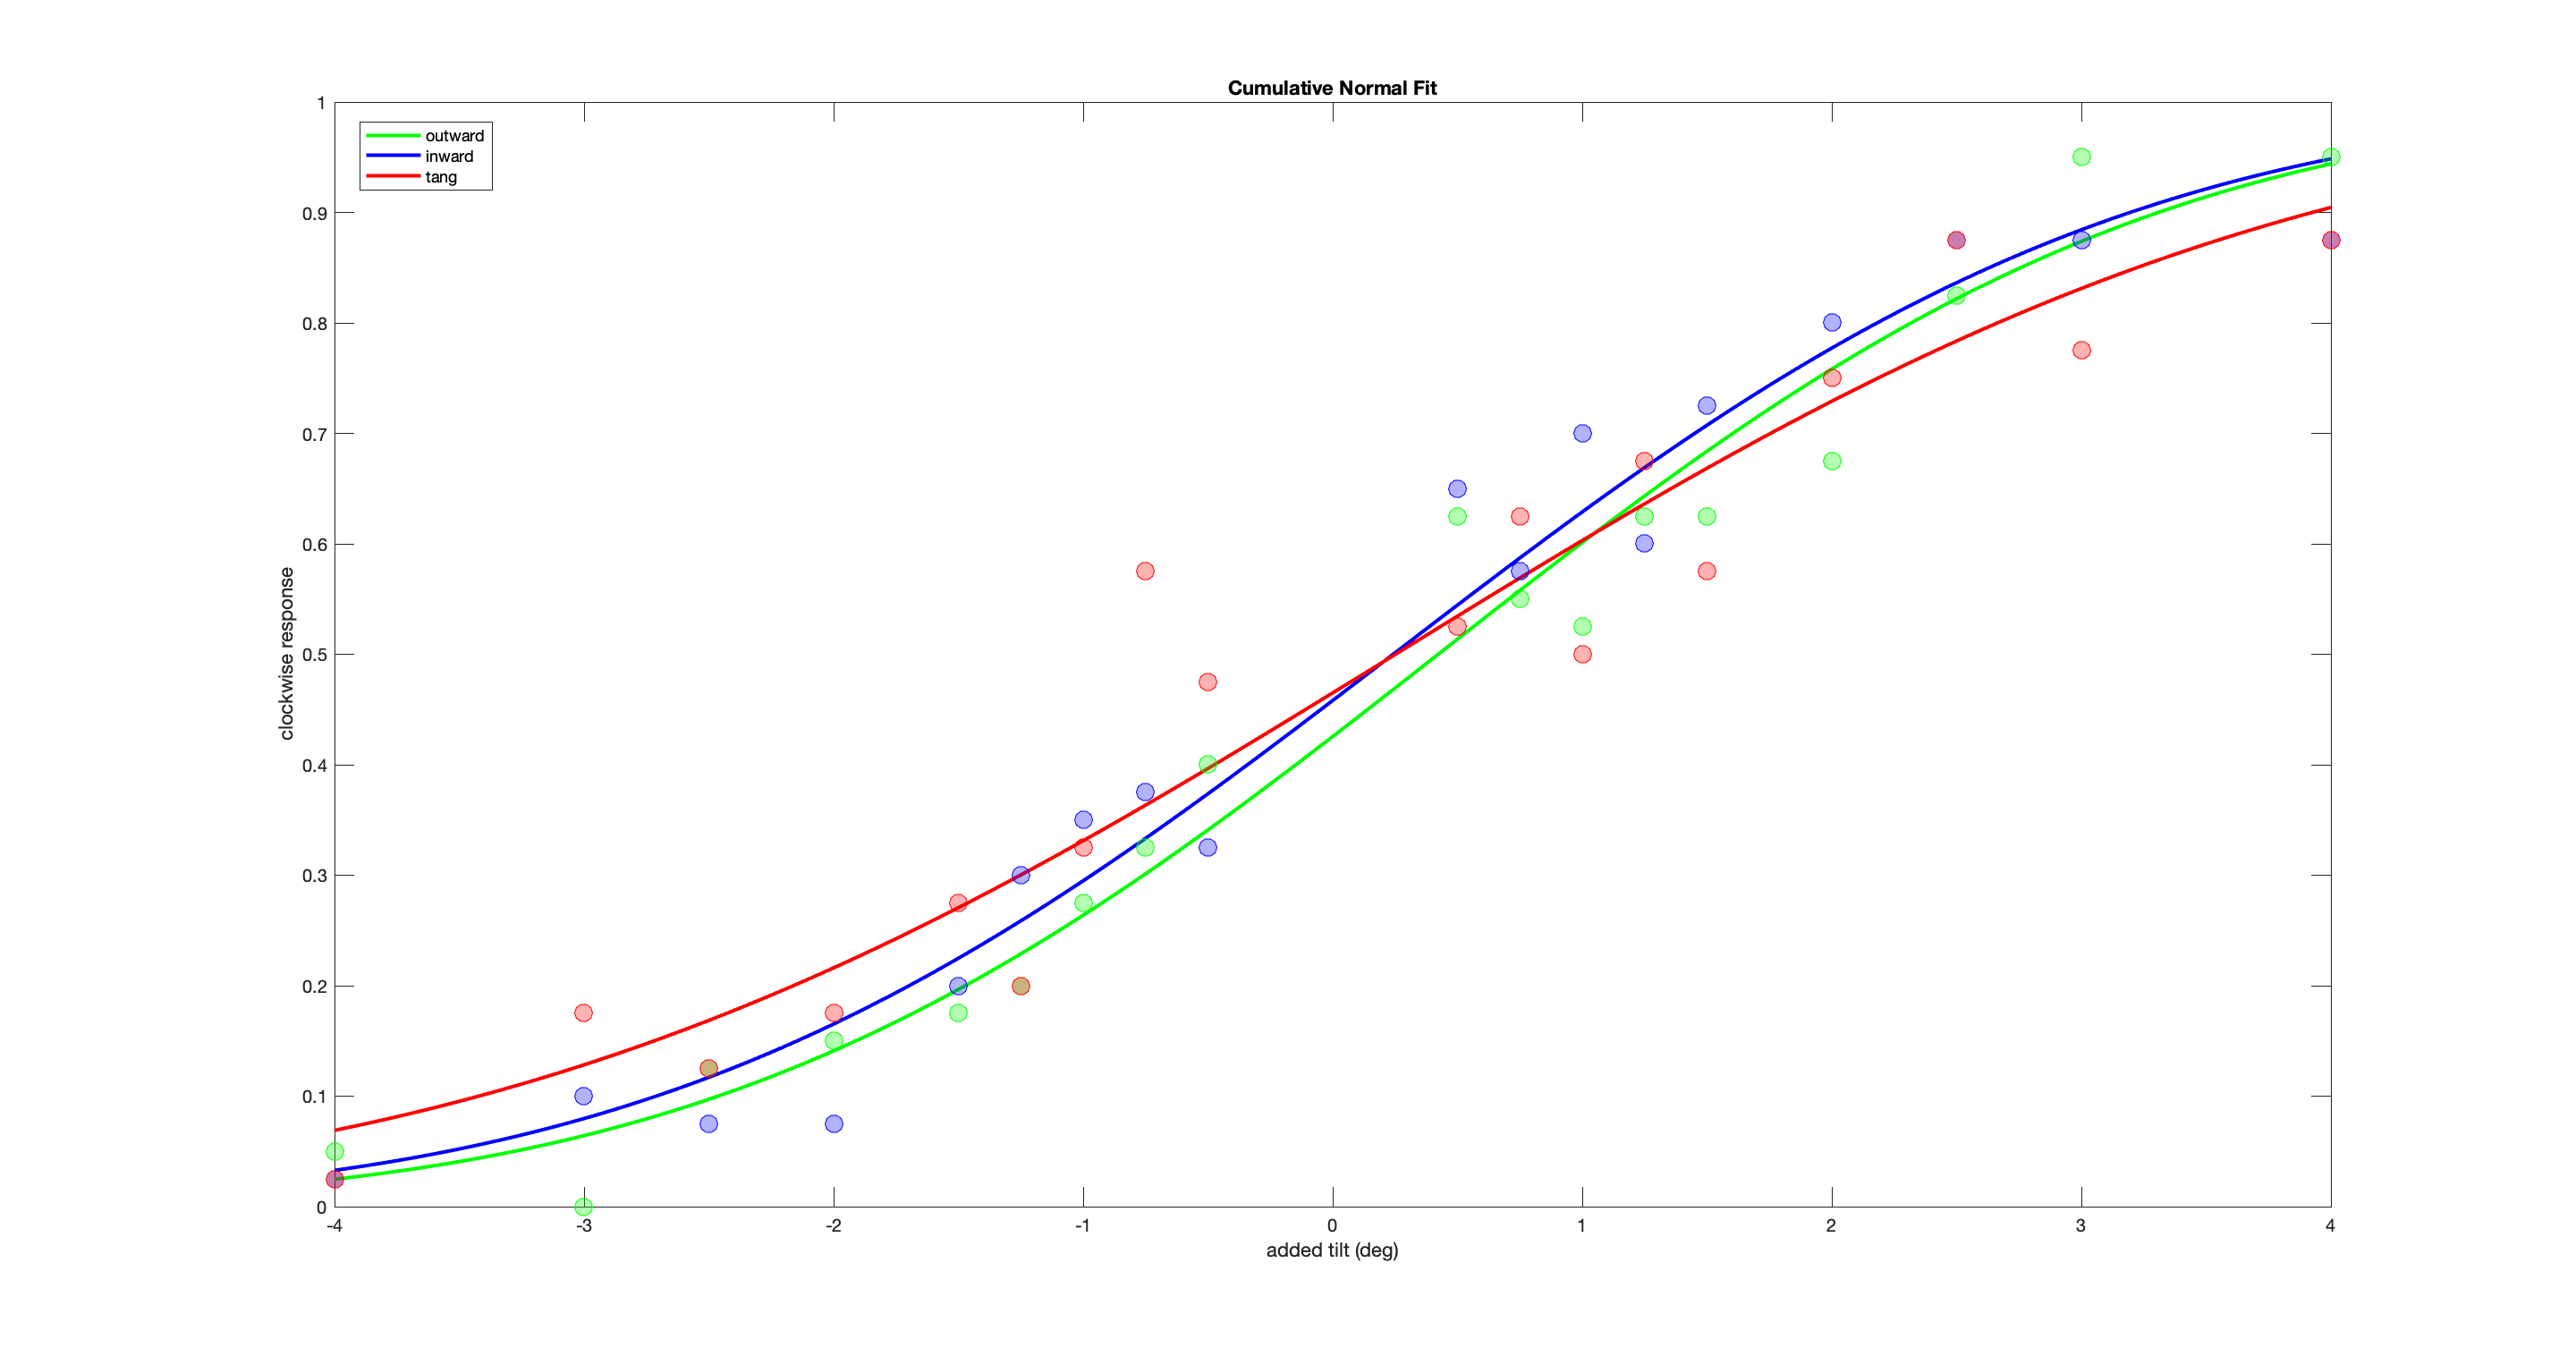 Cumulative Normal Fit
1
0.9
0.8
0.7
0.6
0.5
0.4
0.3
0.2
0.1
0
outward
inward
tang
clockwise response
-4 -3 -2 -1 0 1 2 3 4
added tilt (deg)